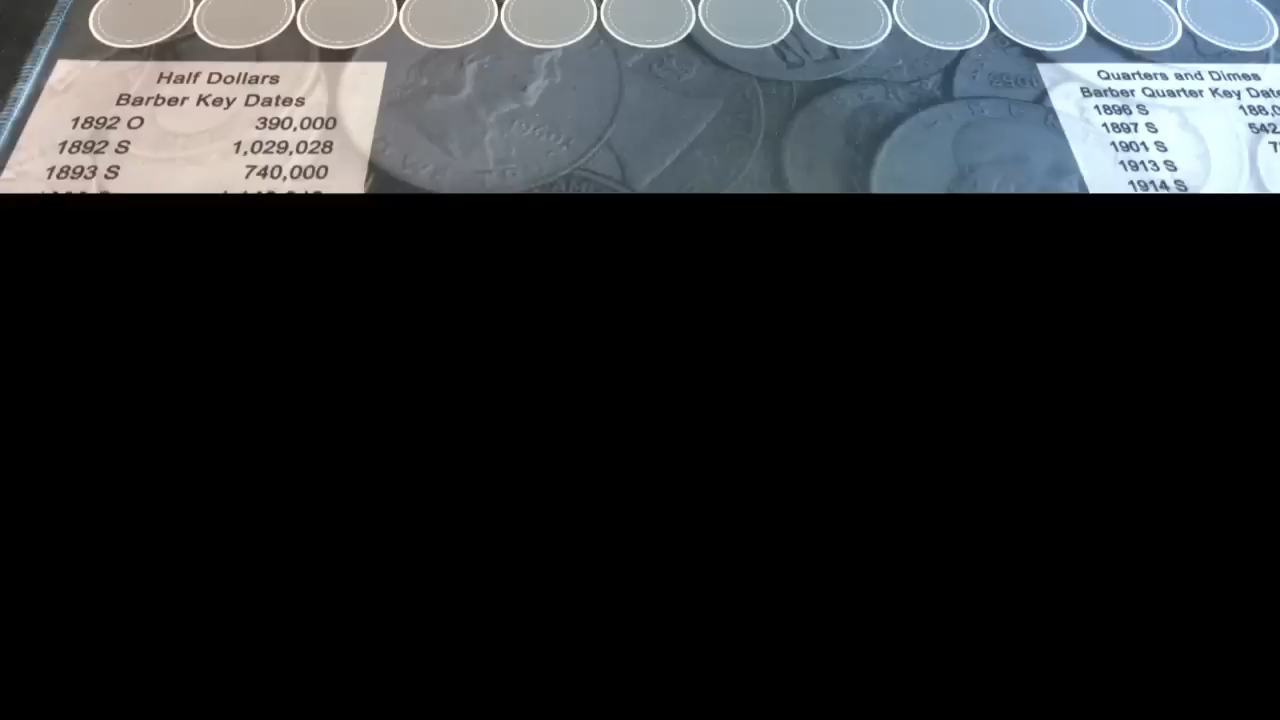 Half Dollars
Barber Key Dates
1892 O 390,000
1892 S 1,029,028
1893 S 740,000
Quarters and Dimes
Barber Quarter Key
1896 S
1897 S
1901 S
1913 S
1914 S